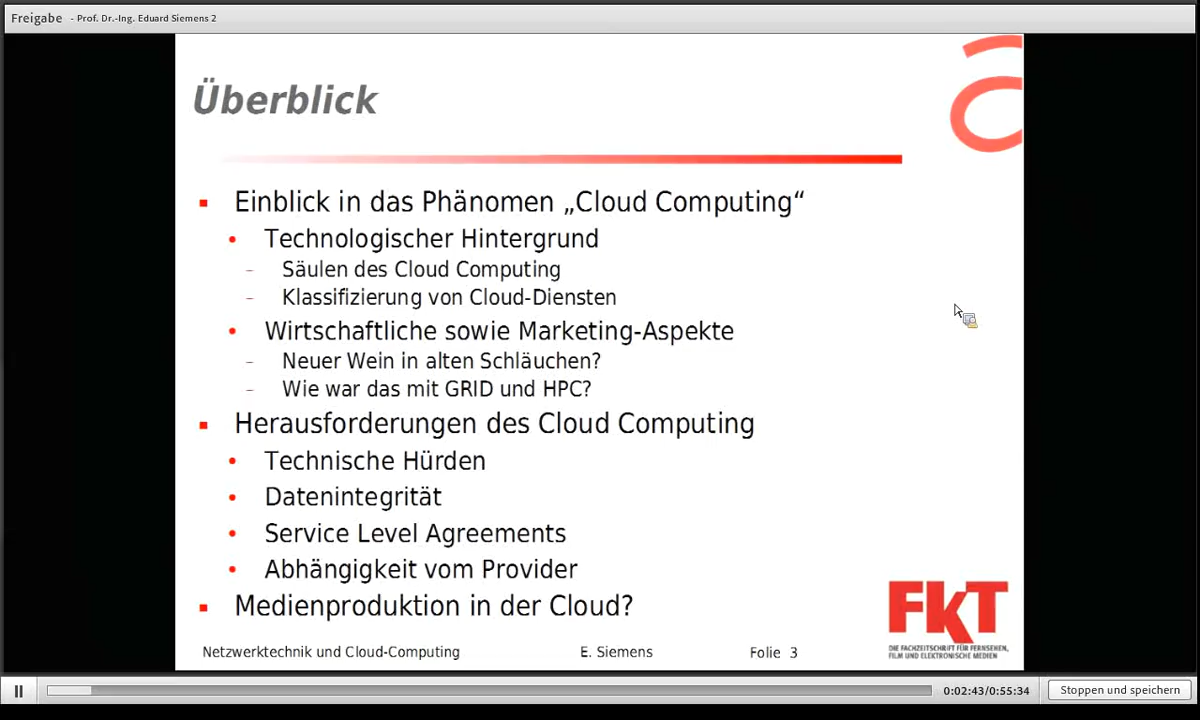 Freigabe - Prof. Dr.-Ing. Eduard Siemens 2
Überblick
Einblick in das Phänomen „Cloud Computing“
Technologischer Hintergrund
– Säulen des Cloud Computing
– Klassifizierung von Cloud-Diensten
Wirtschaftliche sowie Marketing-Aspekte
– Neuer Wein in alten Schläuchen?
– Wie war das mit GRID und HPC?
Herausforderungen des Cloud Computing
Technische Hürden
Datenintegrität
Service Level Agreements
Abhängigkeit vom Provider
Medienproduktion in der Cloud?
FKT
DIE FACHZEITSCHRIFT FÜR FERNSEHEN,
FILM UND ELEKTRONISCHE MEDIEN
Netzwerktechnik und Cloud-Computing E. Siemens Folie 3
0:02:43/0:55:34 Stoppen und speichern